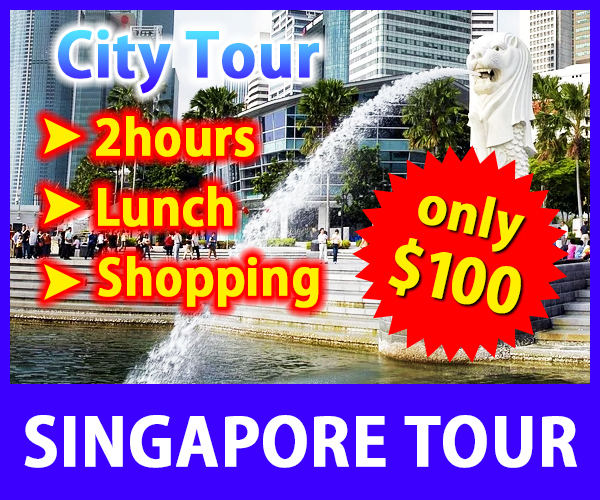 City Tour
➤ 2hours
➤ Lunch
➤ Shopping
only
$100
SINGAPORE TOUR